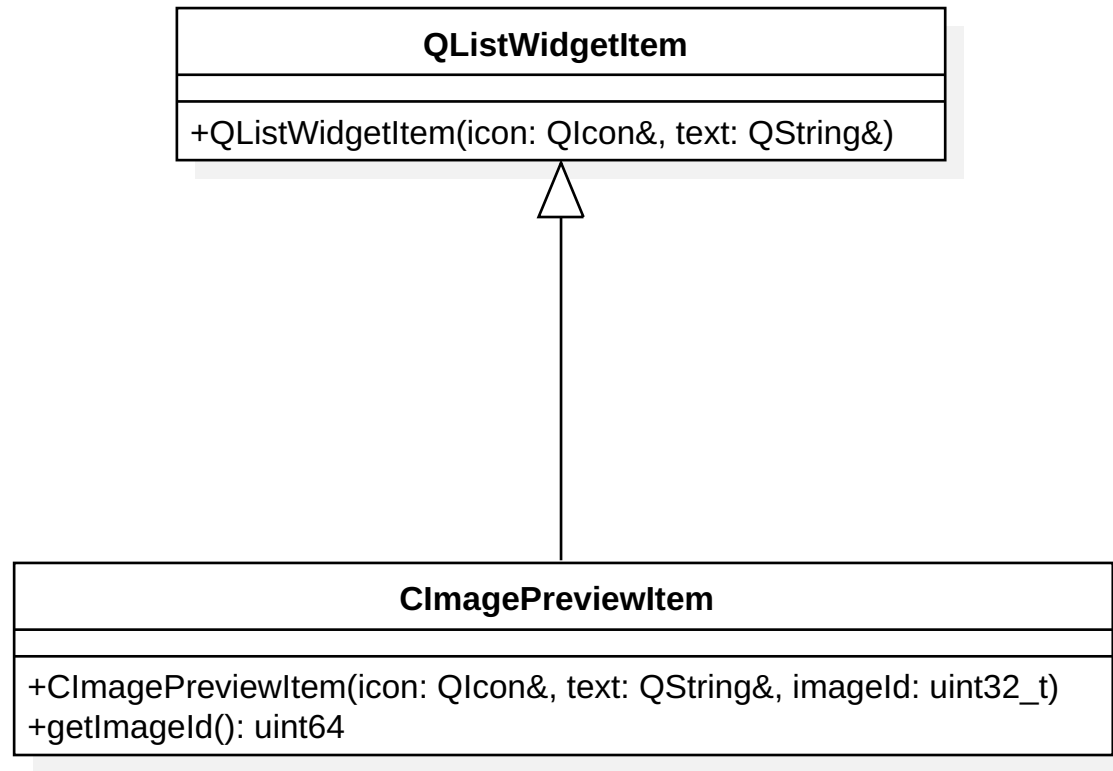 QListWidgetItem
+QListWidgetItem(icon: QIcon&, text: QString&)
CImagePreviewItem
+CImagePreviewItem(icon: QIcon&, text: QString&, imageId: uint32_t)
+getImageId(): uint64